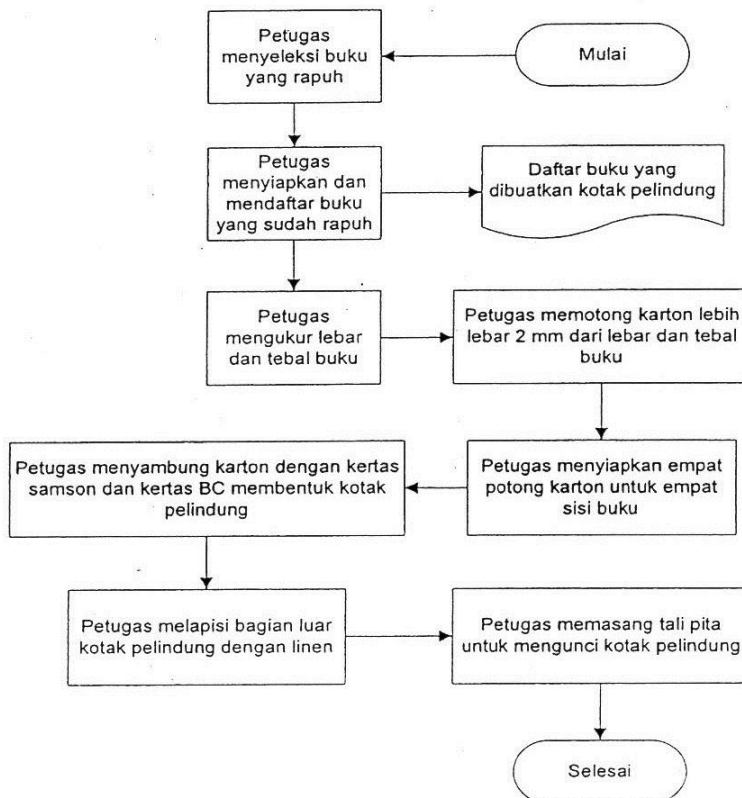 Mulai
Petugas
menyeleksi buku
yang rapuh
Petugas
menyiapkan dan
mendaftar buku
yang sudah rapuh
Daftar buku yang
dibuatkan kotak pelindung
Petugas
mengukur lebar
dan tebal buku
Petugas memotong karton lebih
lebar 2 mm dari lebar dan tebal
buku
Petugas menyiapkan empat
potong karton untuk empat
sisi buku
Petugas menyambung karton dengan kertas
samson dan kertas BC membentuk kotak
pelindung
Petugas melapisi bagian luar
kotak pelindung dengan linen
Petugas memasang tali pita
untuk mengunci kotak pelindung
Selesai